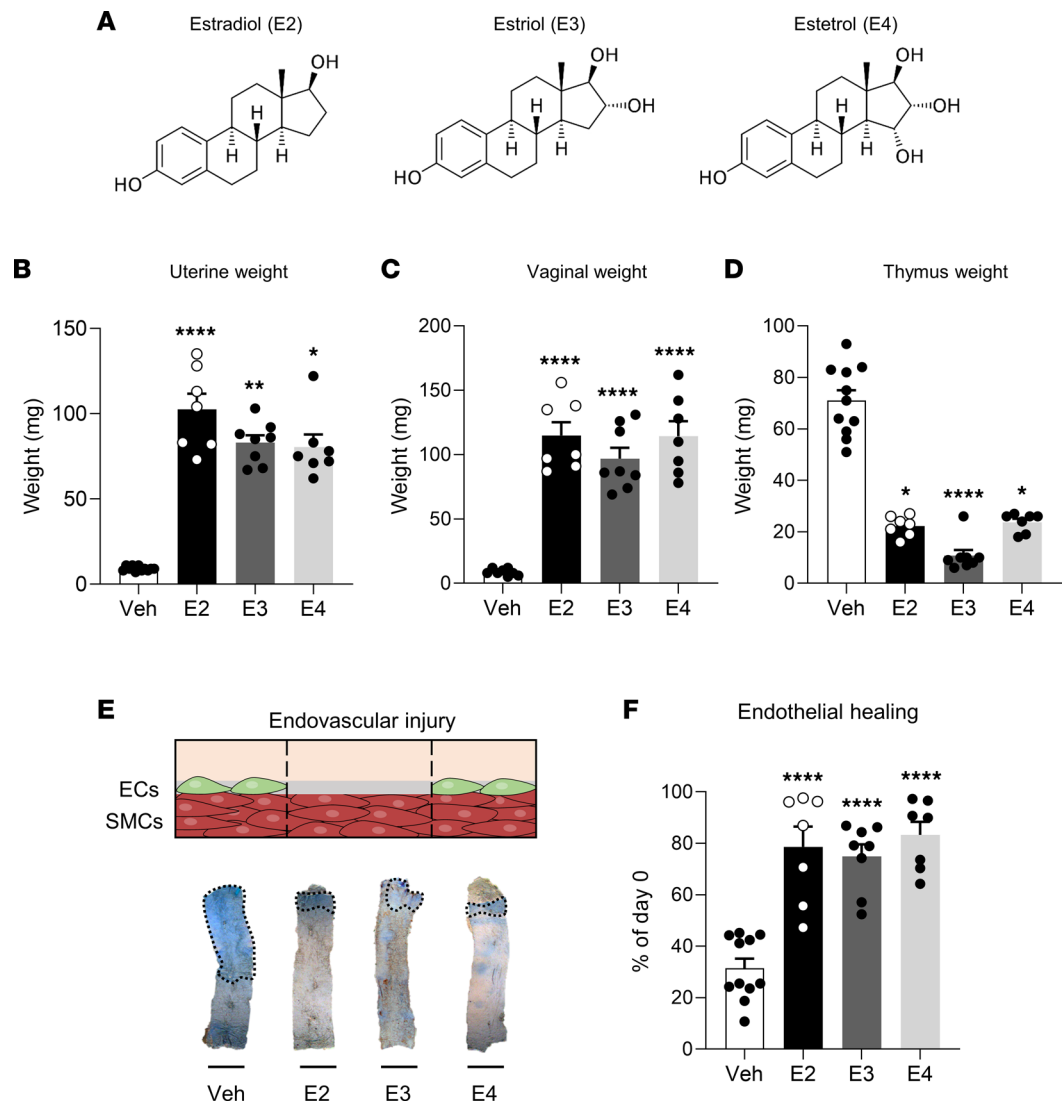 A
Estradiol (E2)
Estriol (E3)
Estetrol (E4)
OH
H
H
H
HO
OH
OH
H
H
H
HO
OH
OH
OH
H
H
H
HO
B
Uterine weight
Weight (mg)
150
100
50
0
****
**
*
Veh E2 E3 E4
C
Vaginal weight
Weight (mg)
200
150
100
50
0
****
****
****
Veh E2 E3 E4
D
Thymus weight
Weight (mg)
100
80
60
40
20
0
*
****
*
Veh E2 E3 E4
E
Endovascular injury
ECs
SMCs
Veh E2 E3 E4
F
Endothelial healing
% of day 0
100
80
60
40
20
0
****
****
****
Veh E2 E3 E4